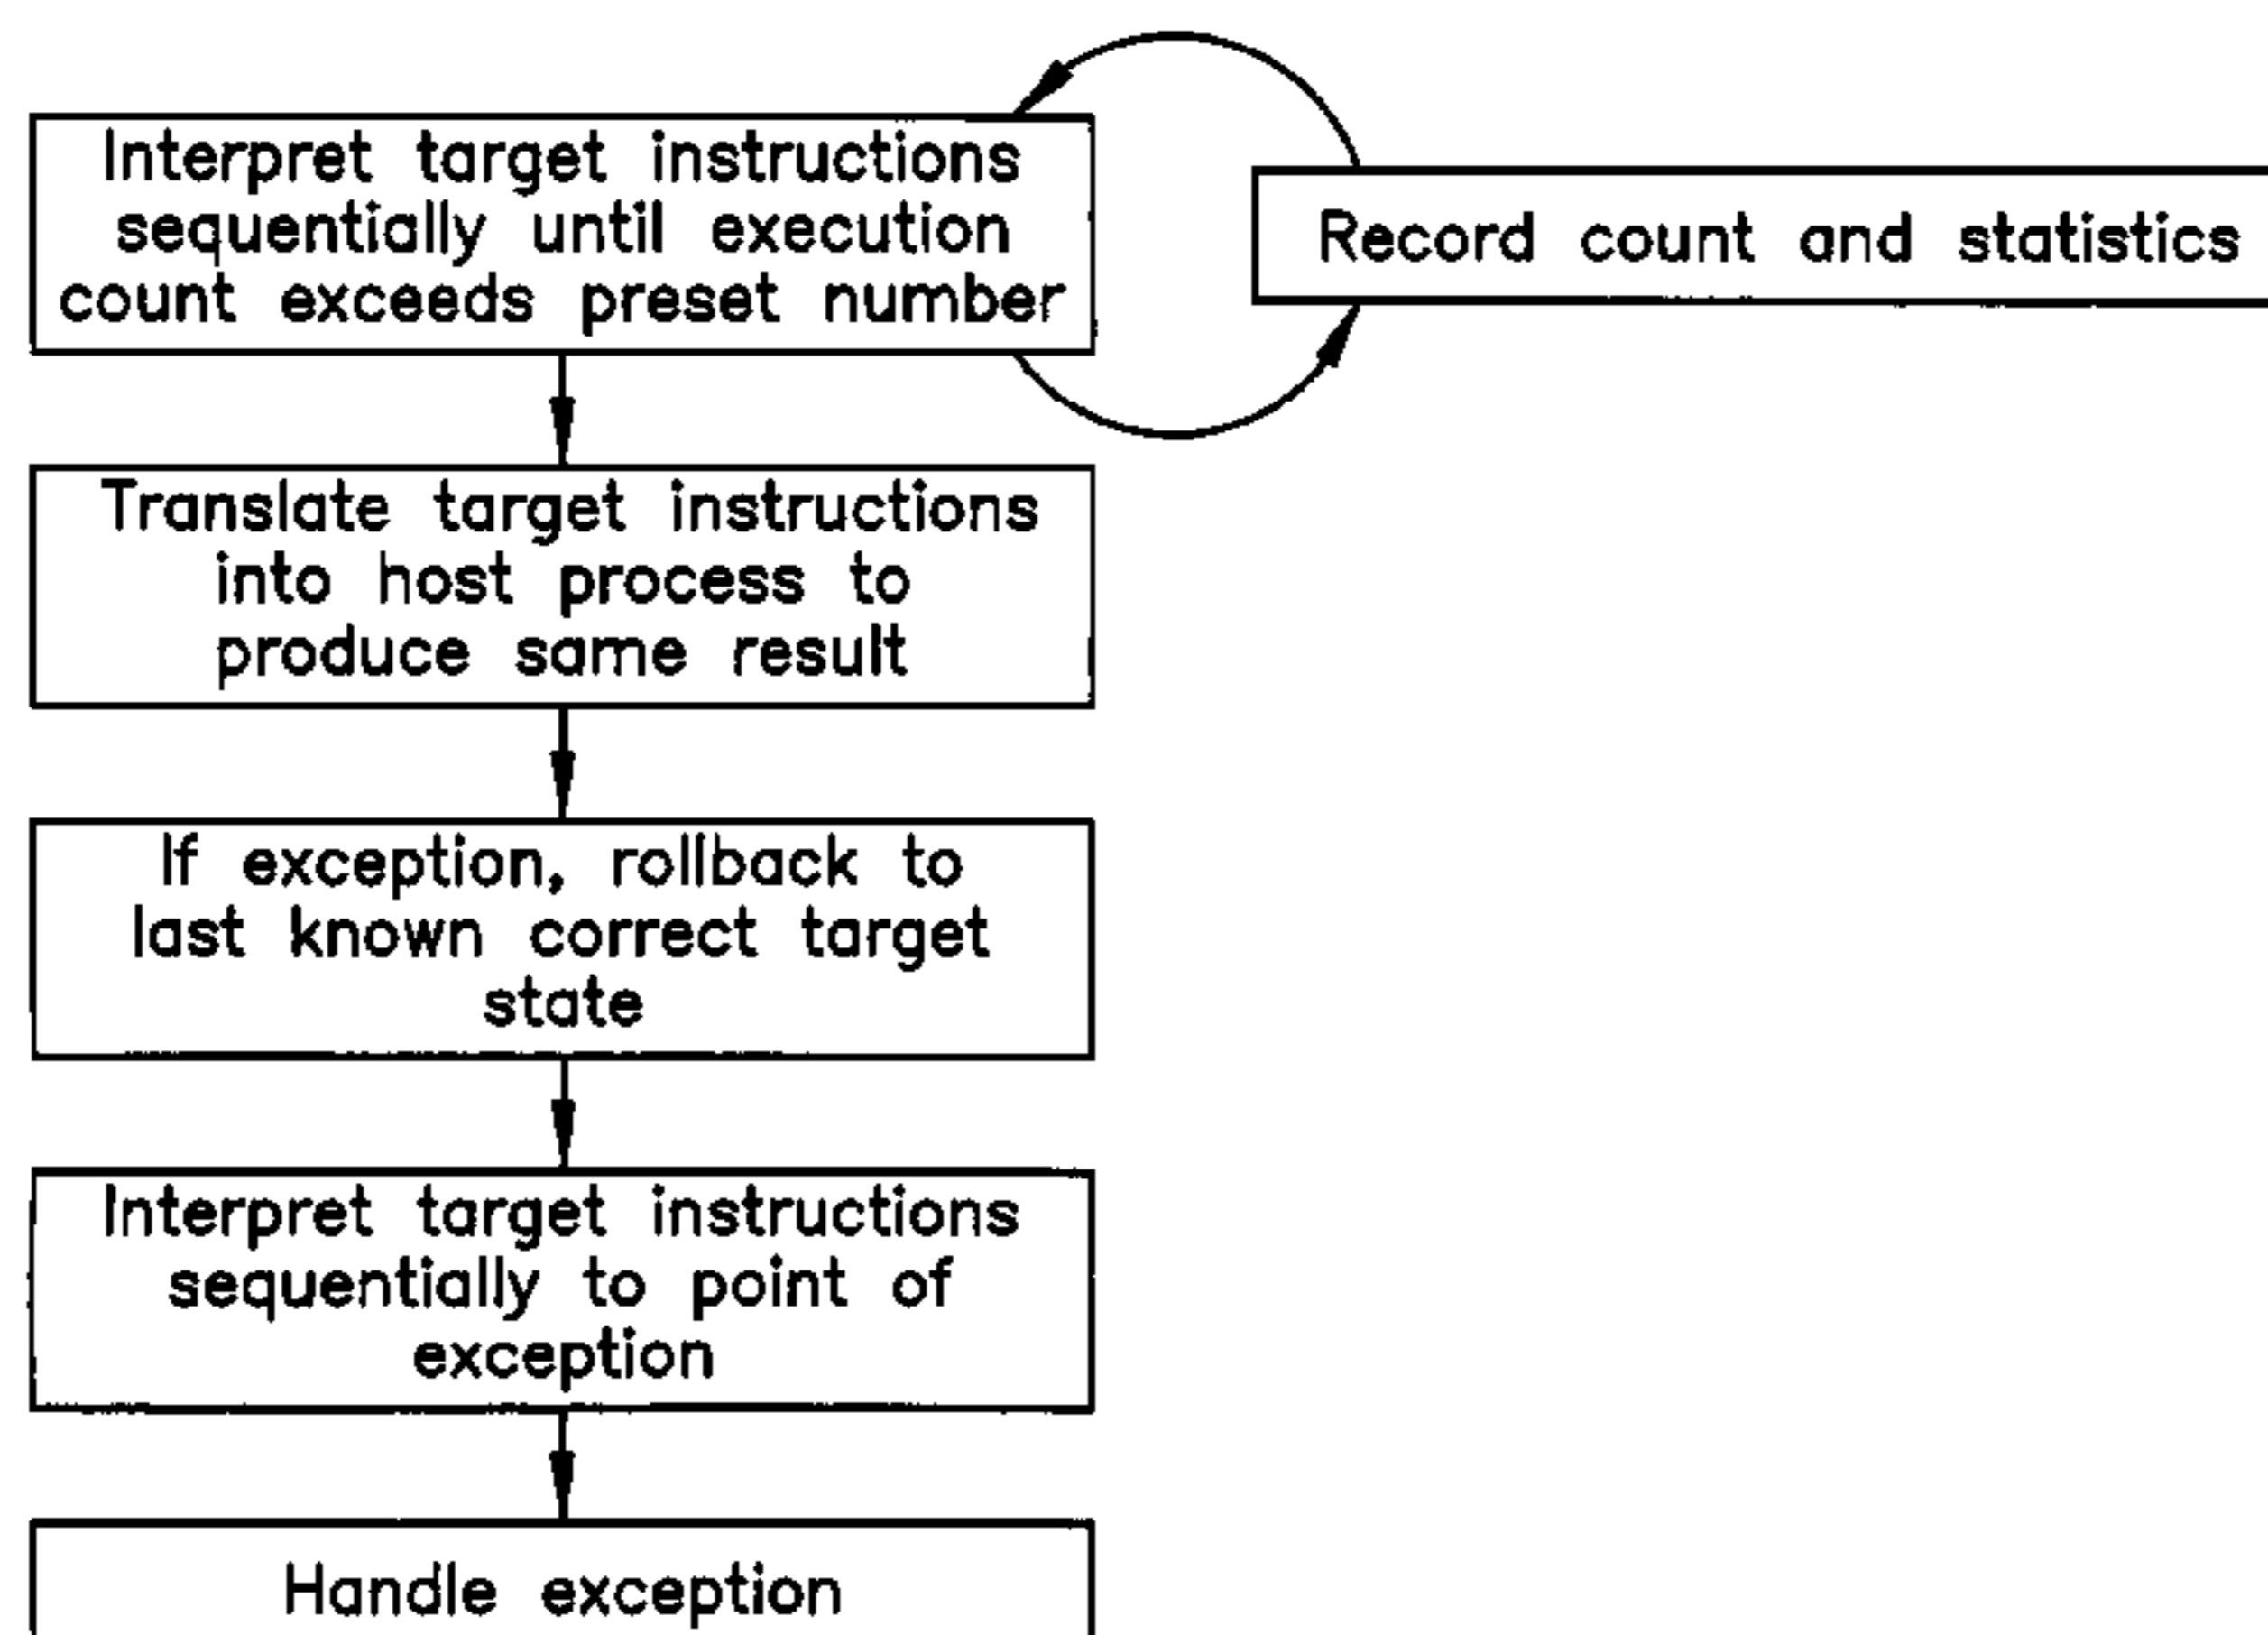 Interpret target instructions
sequentially until execution
count exceeds preset number
Record count and statistics
Translate target instructions
into host process to
produce same result
If exception, rollback to
last known correct target
state
Interpret target instructions
sequentially to point of
exception
Handle exception